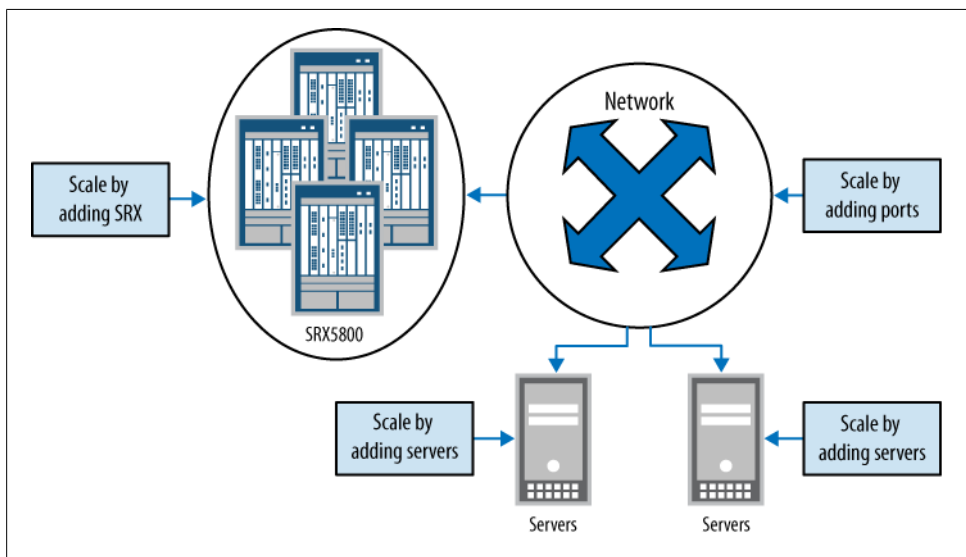 Network
Scale by
adding SRX
Scale by
adding ports
SRX5800
Scale by
adding servers
Scale by
adding servers
Servers
Servers